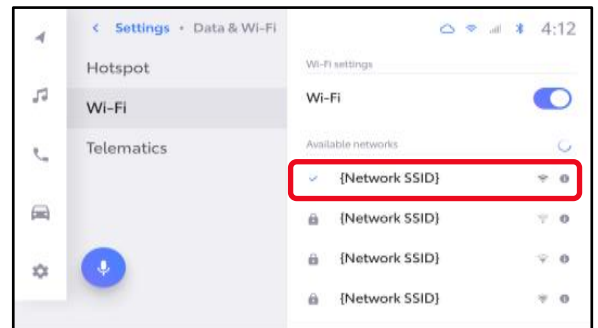 Settings • Data & Wi-Fi
4:12
Hotspot
Wi-Fi
Telematics
Wi-Fi settings
Wi-Fi
Available networks
{Network SSID}
{Network SSID}
{Network SSID}
{Network SSID}